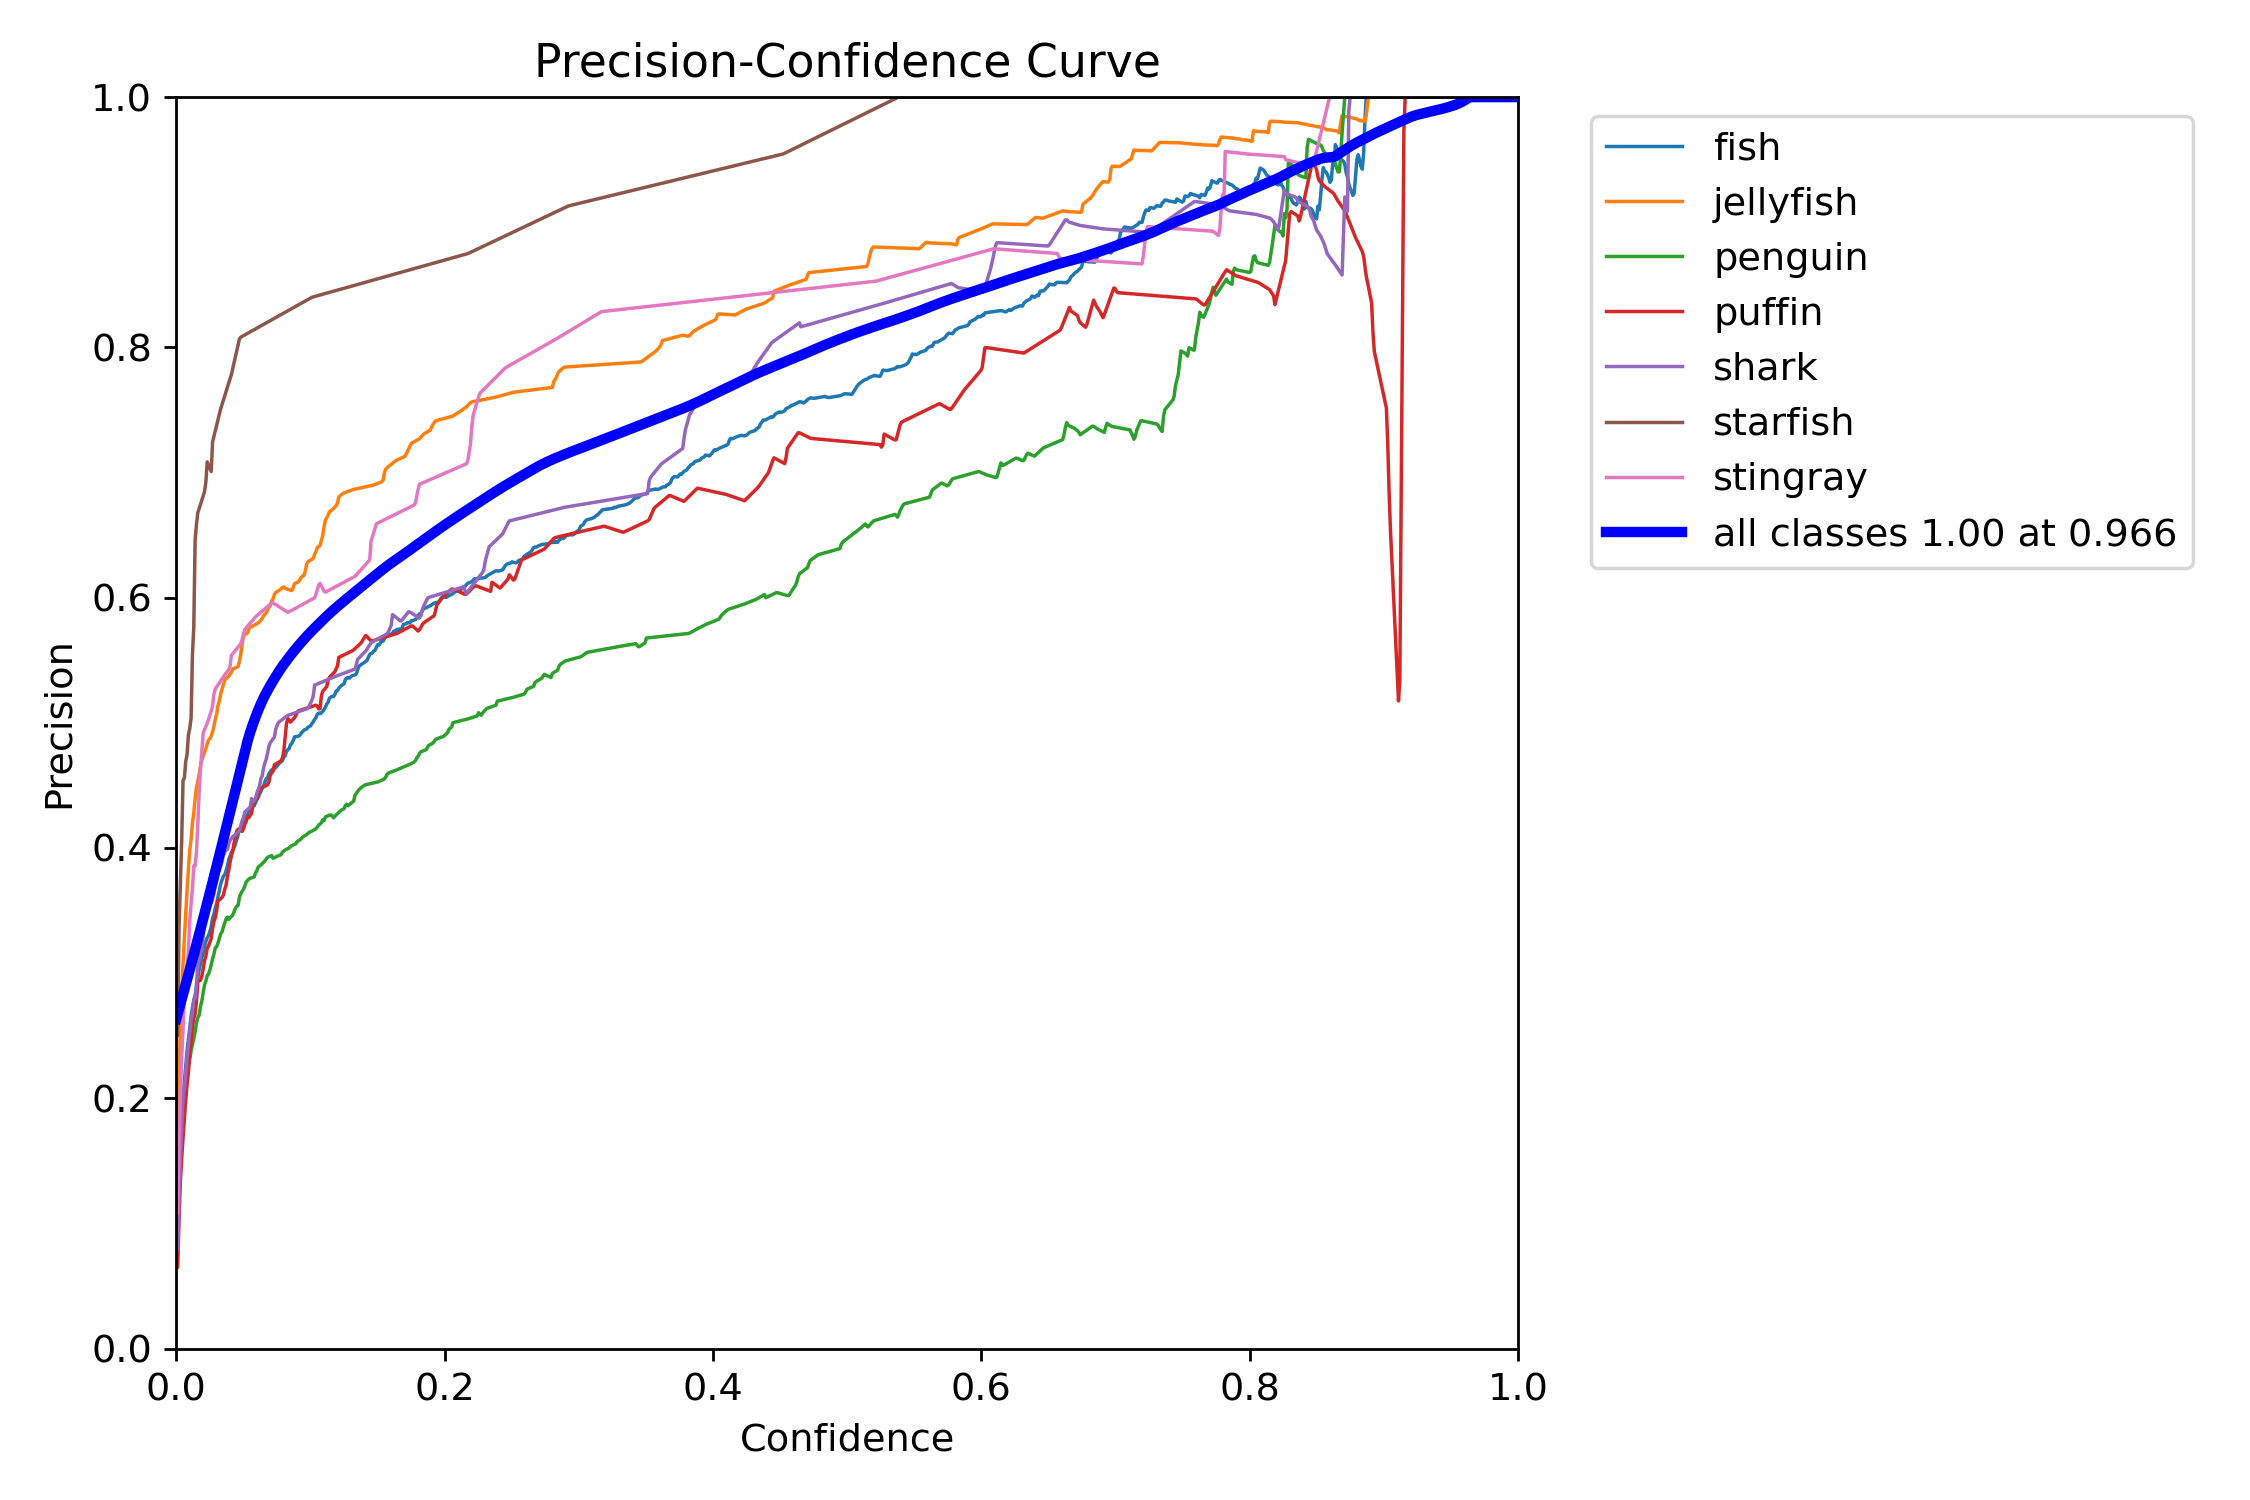 Precision-Confidence Curve
1.0
0.8
0.6
0.4
0.2
0.0
Precision
0.0 0.2 0.4 0.6 0.8 1.0
Confidence
fish
jellyfish
penguin
puffin
shark
starfish
stingray
all classes 1.00 at 0.966